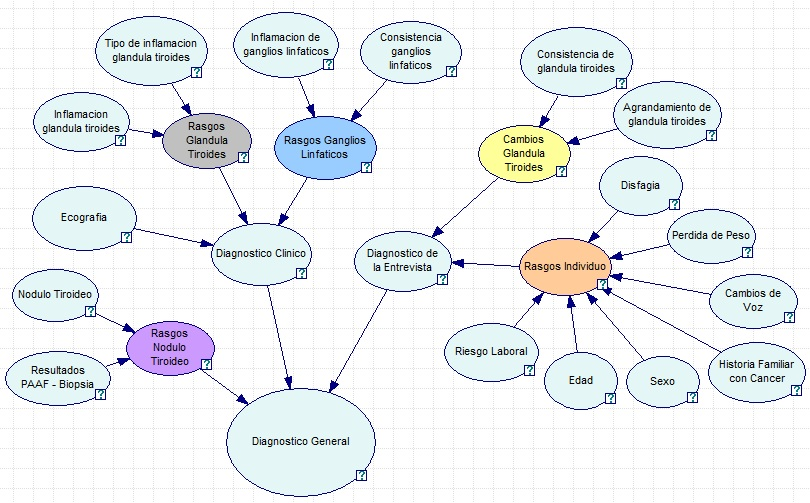 Tipo de inflamacion
glandula tiroides
?
Inflamacion de
ganglios linfaticos
?
Consistencia
ganglios
linfaticos
?
Consistencia de
glandula tiroides
?
Inflamacion
glandula tiroides
?
Rasgos
Glandula
Tiroides
?
Rasgos Ganglios
Linfaticos
?
Cambios
Glandula
Tiroides
?
Agrandamiento de
glandula tiroides
?
Disfagia
?
Ecografia
?
Diagnostico Clinico
?
Diagnostico de
la Entrevista
?
Rasgos Individuo
?
Perdida de Peso
?
Nodulo Tiroideo
?
Cambios de
Voz
?
Rasgos
Nodulo
Tiroideo
?
Riesgo Laboral
?
Resultados
PAAF - Biopsia
?
Edad
?
Sexo
?
Historia Familiar
con Cancer
?
Diagnostico General
?